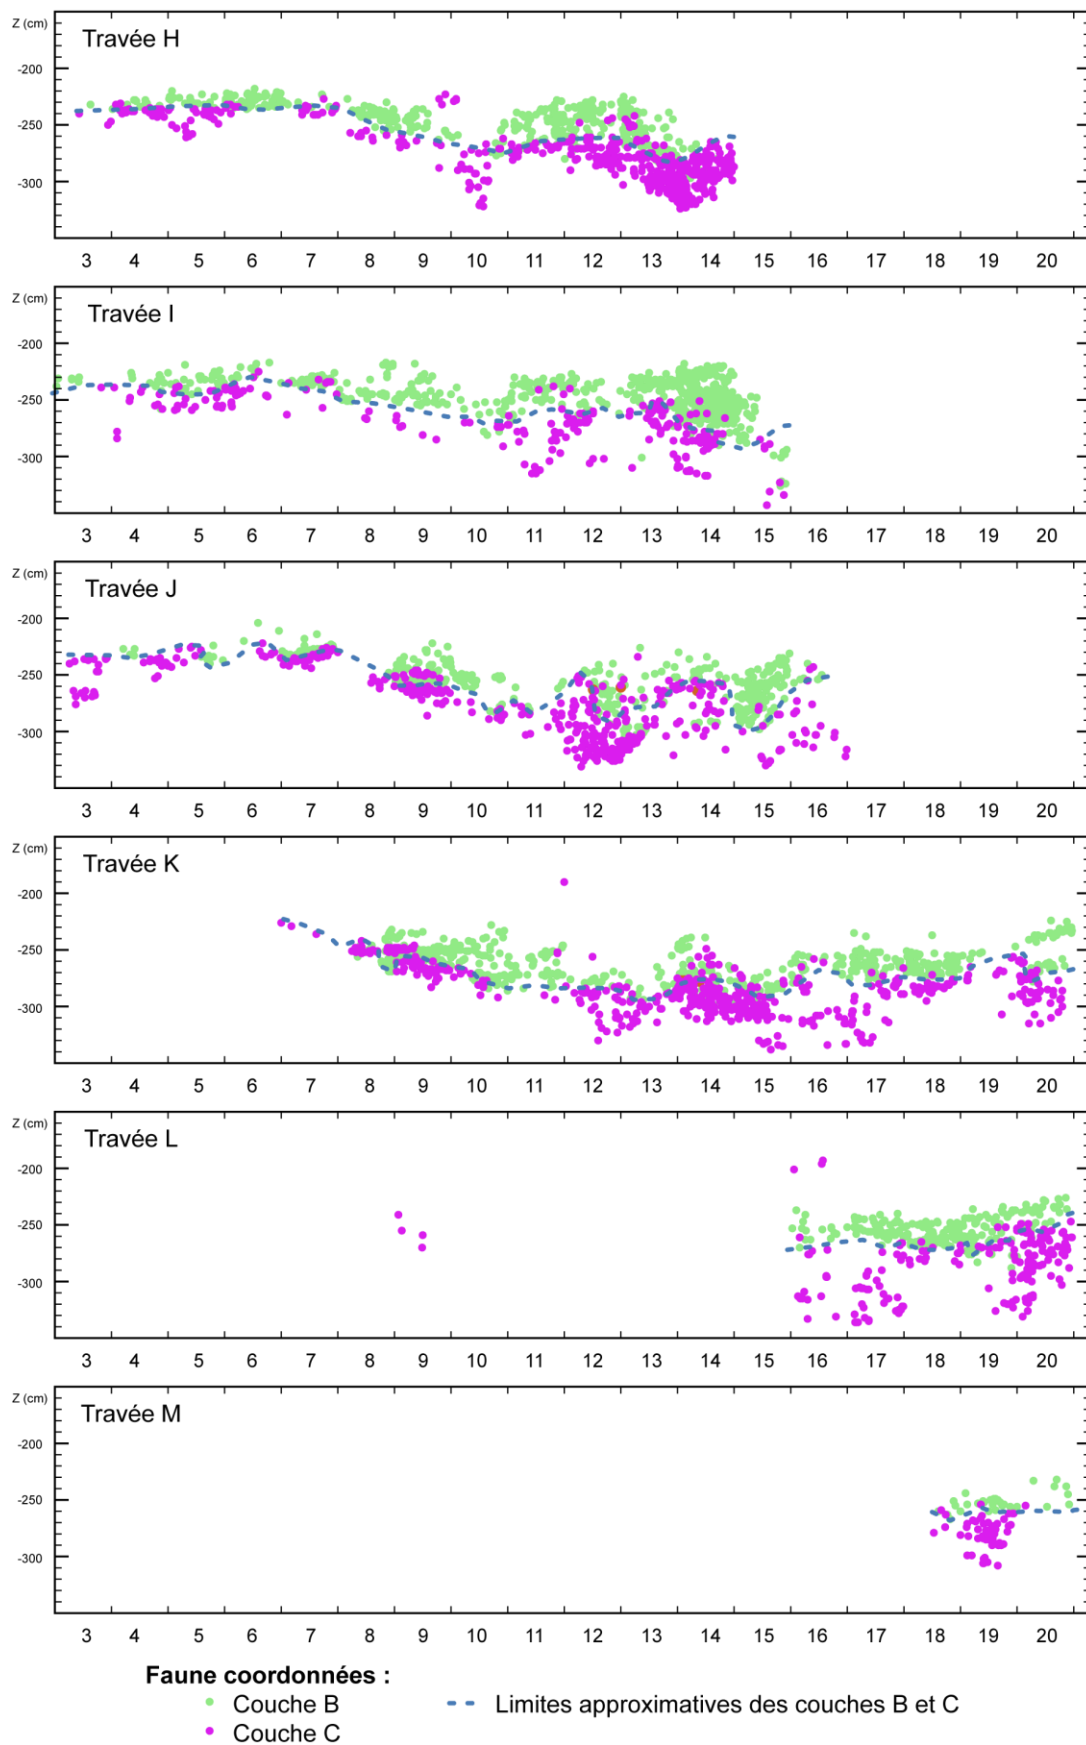 Z (cm)
Travée H
-200
-250
-300
3 4 5 6 7 8 9 10 11 12 13 14 15 16 17 18 19 20
Z (cm)
Travée I
-200
-250
-300
3 4 5 6 7 8 9 10 11 12 13 14 15 16 17 18 19 20
Z (cm)
Travée J
-200
-250
-300
3 4 5 6 7 8 9 10 11 12 13 14 15 16 17 18 19 20
Z (cm)
Travée K
-200
-250
-300
3 4 5 6 7 8 9 10 11 12 13 14 15 16 17 18 19 20
Z (cm)
Travée L
-200
-250
-300
3 4 5 6 7 8 9 10 11 12 13 14 15 16 17 18 19 20
Z (cm)
Travée M
-200
-250
-300
3 4 5 6 7 8 9 10 11 12 13 14 15 16 17 18 19 20
Faune coordonnées :
Couche B Limites approximatives des couches B et C
Couche C